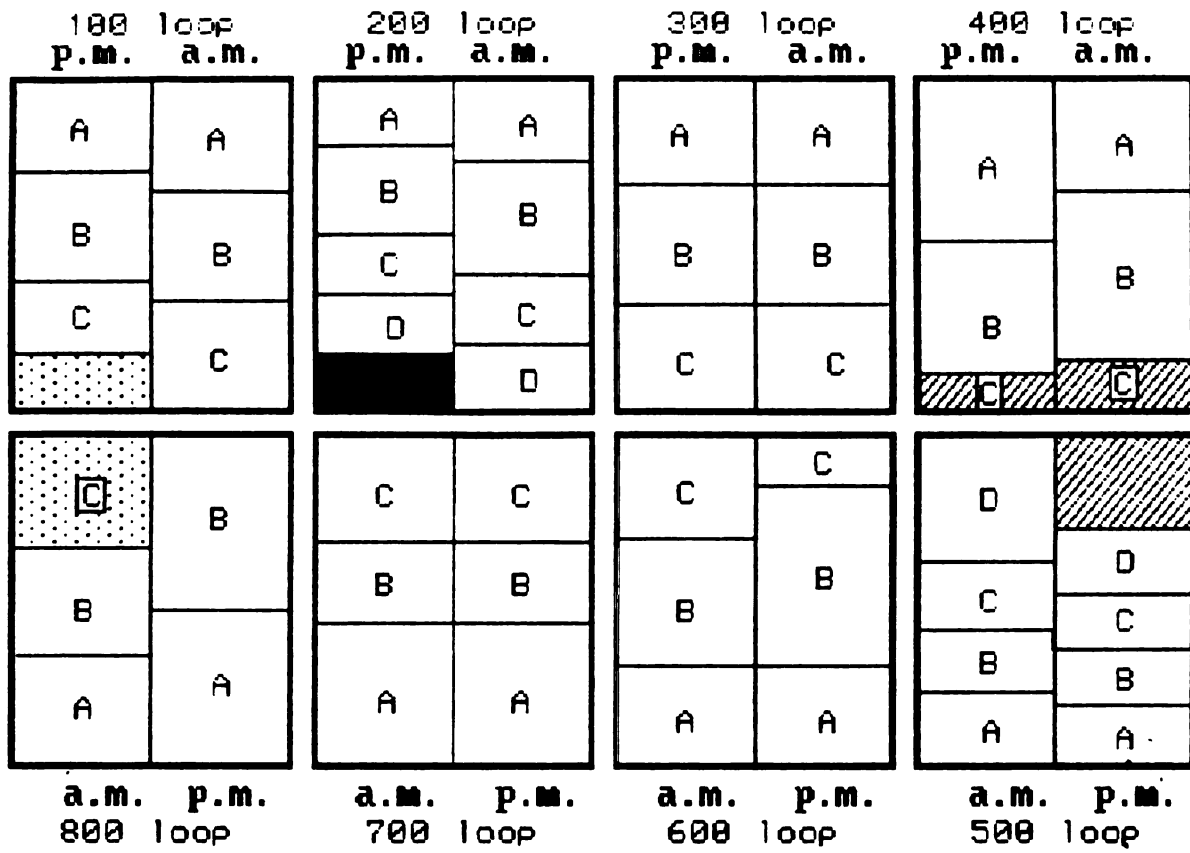 100 loop 200 loop 300 loop 400 loop
p.m. a.m. p.m. a.m. p.m. a.m. p.m. a.m.
A A A A A A A A
B B B B B B B B
C C C C C C C C
D D
C B C C C C D
B A B B B B C D
A A A A A B C
A B
A
a.m. p.m. a.m. p.m. a.m. p.m. a.m. p.m.
800 loop 700 loop 600 loop 500 loop